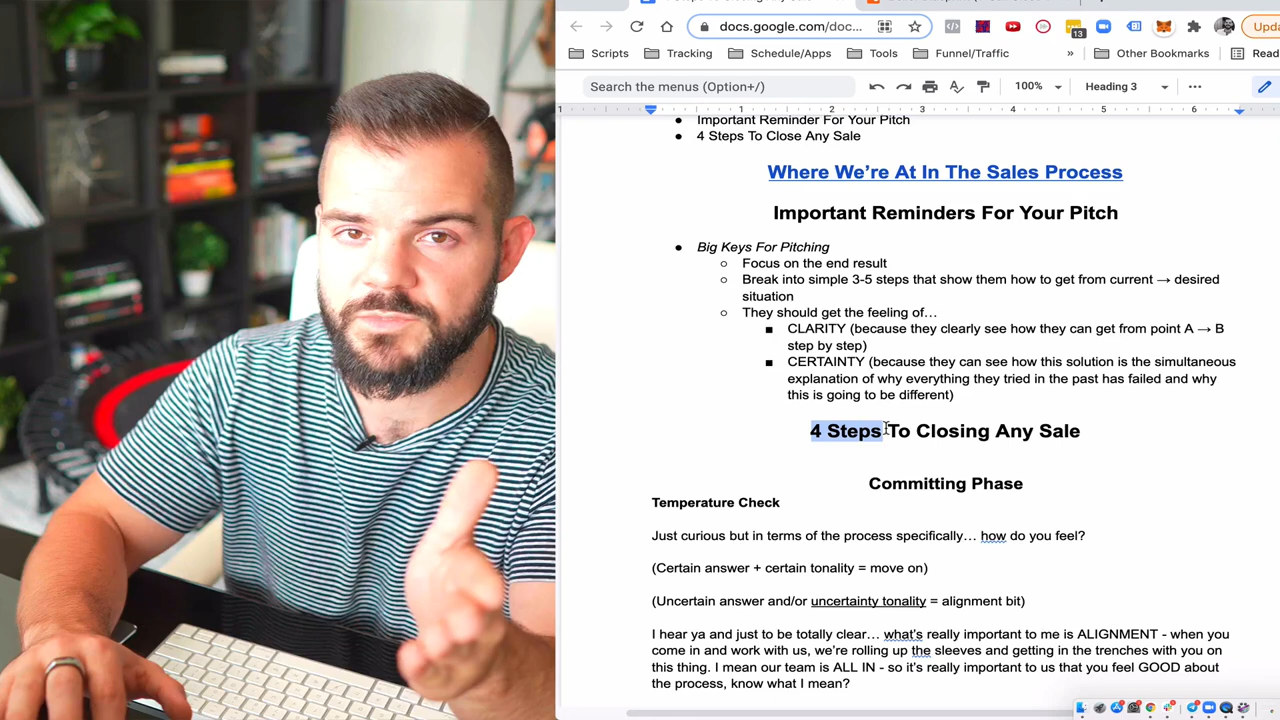 docs.google.com/doc...
13
Scripts
Tracking
Schedule/Apps
Tools
Funnel/Traffic
»
Other Bookmarks
Search the menus (Option+/)
100%
Heading 3
1 1 2 3 4 5 6
● Important Reminder For Your Pitch
● 4 Steps To Close Any Sale
Where We’re At In The Sales Process
Important Reminders For Your Pitch
● Big Keys For Pitching
○ Focus on the end result
○ Break into simple 3-5 steps that show them how to get from current → desired
situation
○ They should get the feeling of…
■ CLARITY (because they clearly see how they can get from point A → B
step by step)
■ CERTAINTY (because they can see how this solution is the simultaneous
explanation of why everything they tried in the past has failed and why
this is going to be different)
4 Steps To Closing Any Sale
Committing Phase
Temperature Check
Just curious but in terms of the process specifically… how do you feel?
(Certain answer + certain tonality = move on)
(Uncertain answer and/or uncertainty tonality = alignment bit)
I hear ya and just to be totally clear… what’s really important to me is ALIGNMENT - when you
come in and work with us, we’re rolling up the sleeves and getting in the trenches with you on
this thing. I mean our team is ALL IN - so it’s really important to us that you feel GOOD about
the process, know what I mean?